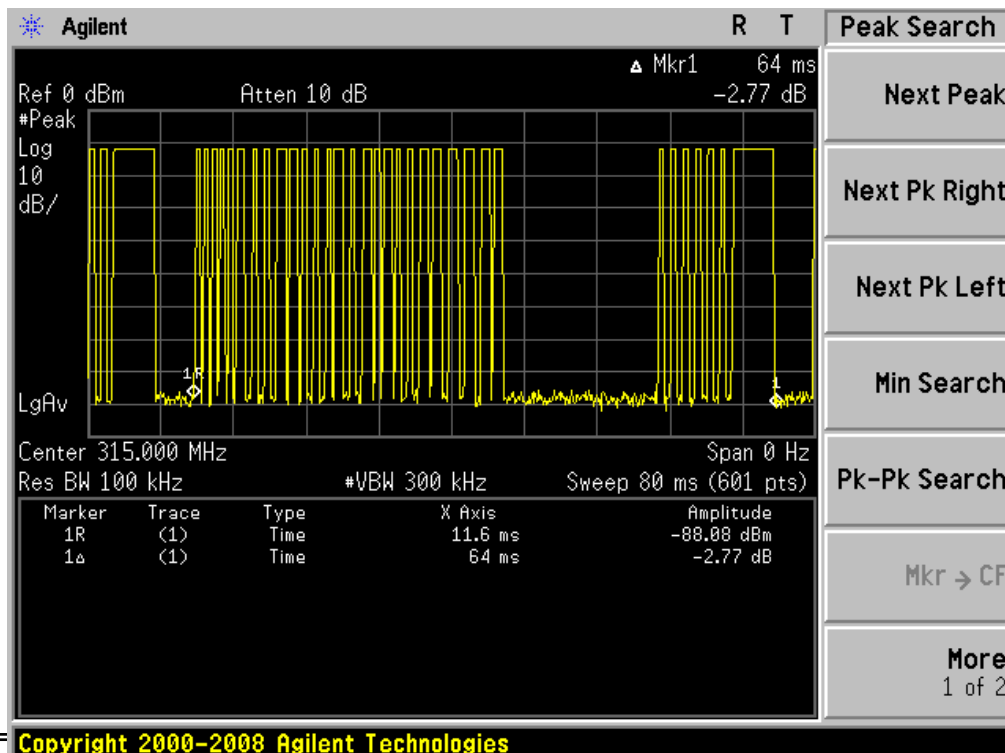 Agilent R T
Peak Search
▵ Mkr1 64 ms
Ref 0 dBm Atten 10 dB -2.77 dB
#Peak
Log
10
dB/
1R
1
LgAv
Center 315.000 MHz Span 0 Hz
Res BW 100 kHz #VBW 300 kHz Sweep 80 ms (601 pts)
Marker Trace Type X Axis Amplitude
1R (1) Time 11.6 ms -88.08 dBm
1▵ (1) Time 64 ms -2.77 dB
Next Peak
Next Pk Right
Next Pk Left
Min Search
Pk-Pk Search
Mkr → CF
More
1 of 2
Copyright 2000-2008 Agilent Technologies